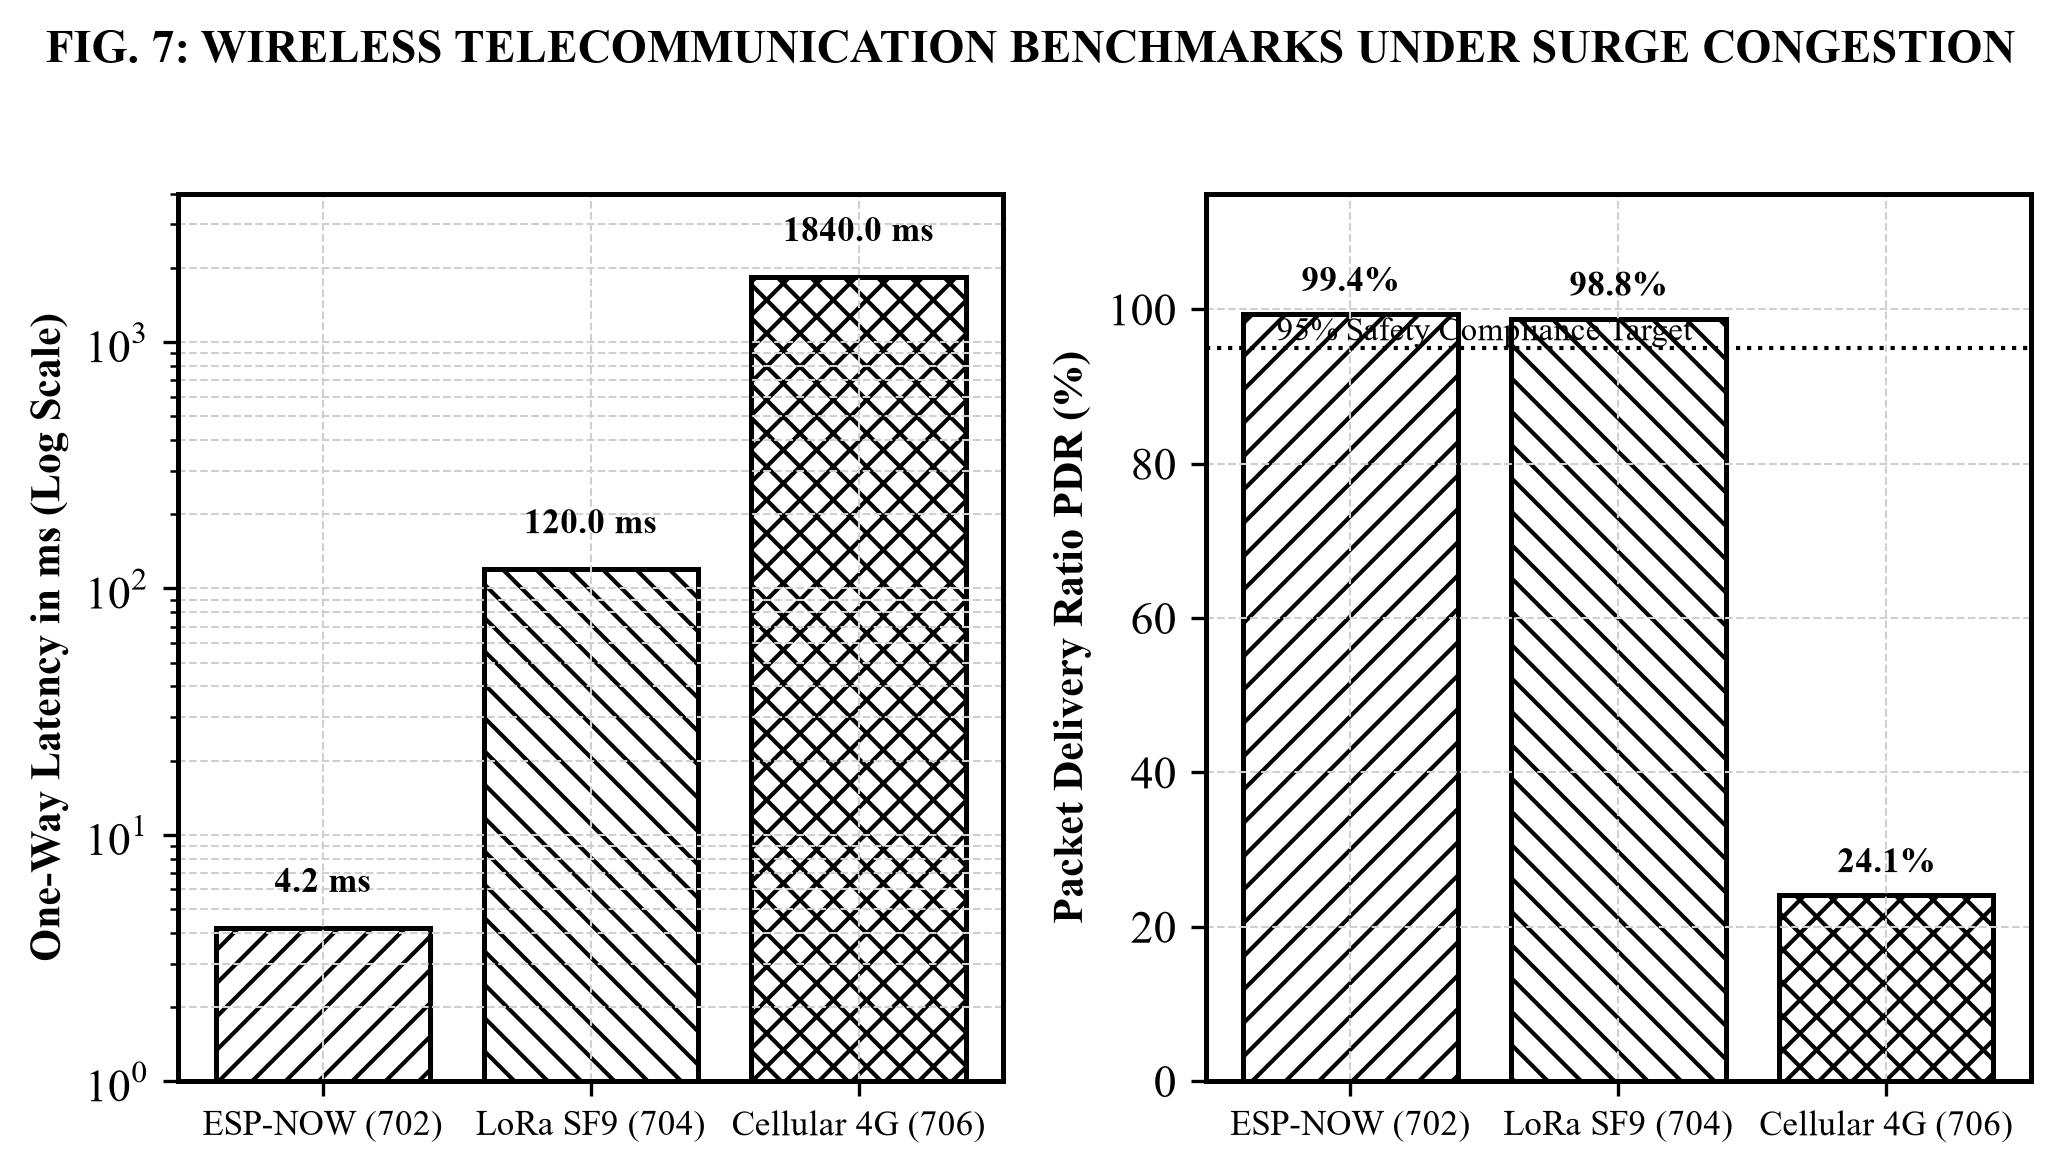 FIG. 7: WIRELESS TELECOMMUNICATION BENCHMARKS UNDER SURGE CONGESTION
One-Way Latency in ms (Log Scale)
10³
10²
10¹
10⁰
4.2 ms
120.0 ms
1840.0 ms
ESP-NOW (702)
LoRa SF9 (704)
Cellular 4G (706)
Packet Delivery Ratio PDR (%)
100
80
60
40
20
0
99.4%
98.8%
24.1%
95% Safety Compliance Target
ESP-NOW (702)
LoRa SF9 (704)
Cellular 4G (706)